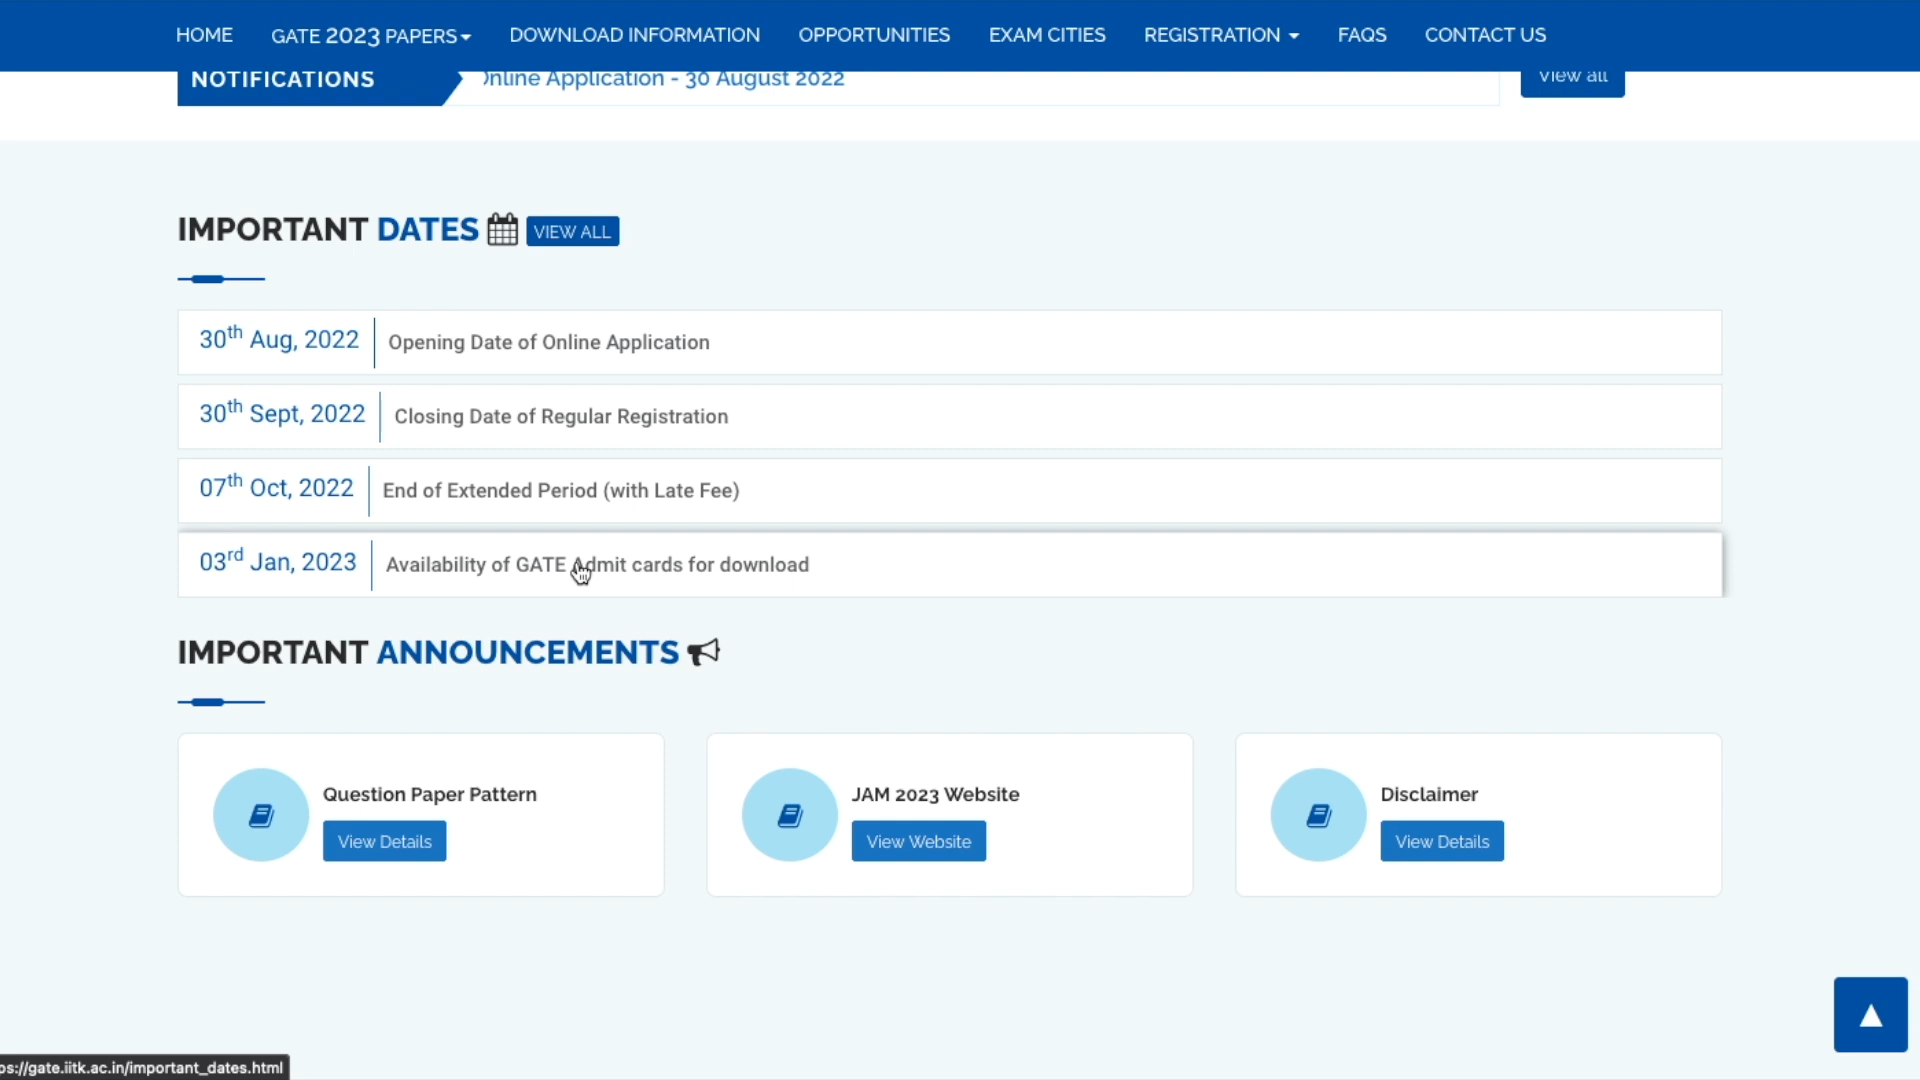 HOME GATE 2023 PAPERS DOWNLOAD INFORMATION OPPORTUNITIES EXAM CITIES REGISTRATION FAQS CONTACT US
NOTIFICATIONS Online Application - 30 August 2022 View all
IMPORTANT DATES VIEW ALL
30th Aug, 2022 Opening Date of Online Application
30th Sept, 2022 Closing Date of Regular Registration
07th Oct, 2022 End of Extended Period (with Late Fee)
03rd Jan, 2023 Availability of GATE Admit cards for download
IMPORTANT ANNOUNCEMENTS
Question Paper Pattern
View Details
JAM 2023 Website
View Website
Disclaimer
View Details
ps://gate.iitk.ac.in/important_dates.html